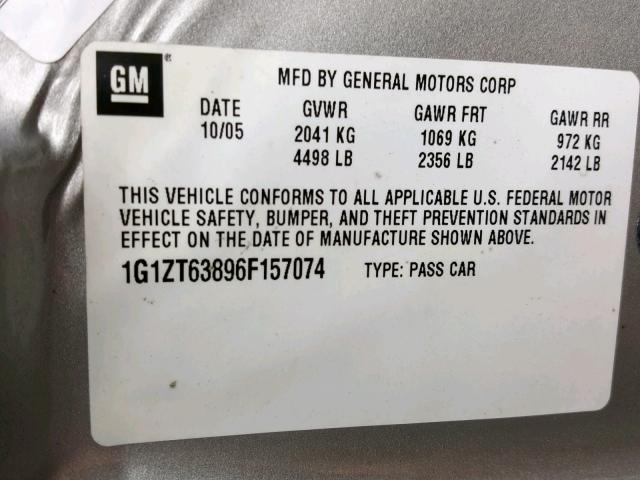 GM®
MFD BY GENERAL MOTORS CORP
DATE GVWR GAWR FRT GAWR RR
10/05 2041 KG 1069 KG 972 KG
4498 LB 2356 LB 2142 LB
THIS VEHICLE CONFORMS TO ALL APPLICABLE U.S. FEDERAL MOTOR
VEHICLE SAFETY, BUMPER, AND THEFT PREVENTION STANDARDS IN
EFFECT ON THE DATE OF MANUFACTURE SHOWN ABOVE.
1G1ZT63896F157074 TYPE: PASS CAR